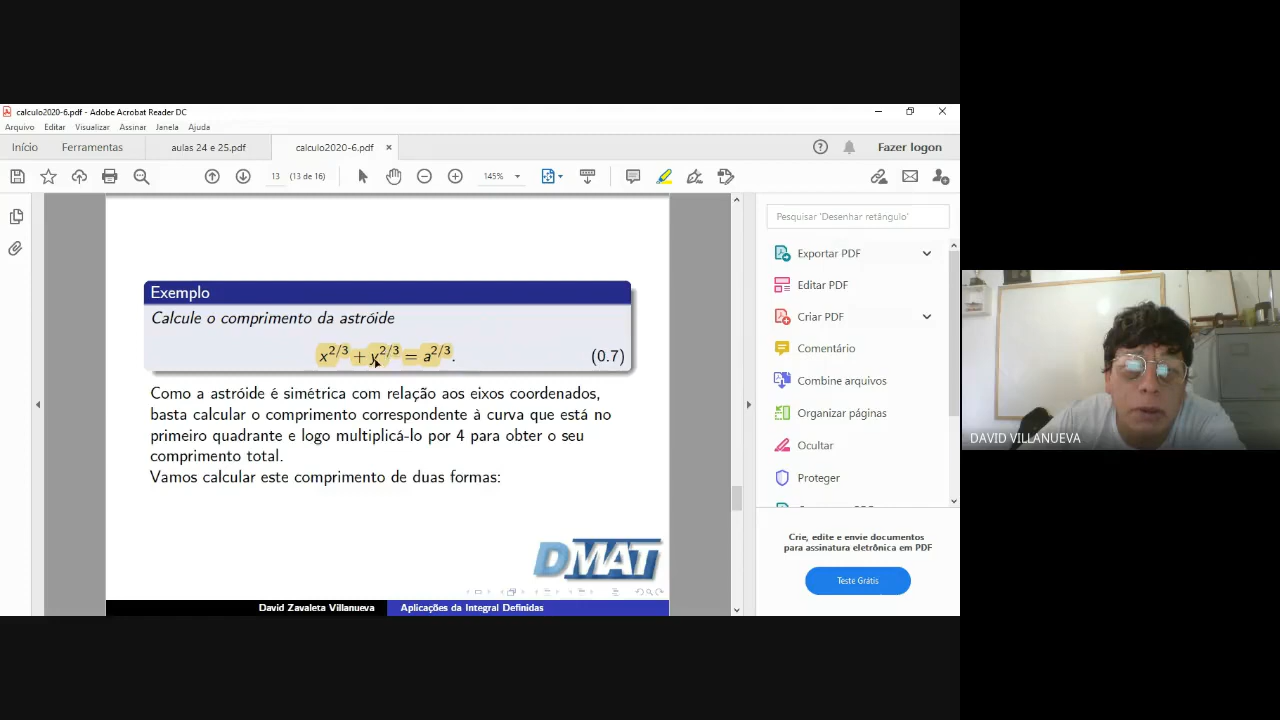 calculo2020-6.pdf - Adobe Acrobat Reader DC
Arquivo Editar Visualizar Assinar Janela Ajuda
Início Ferramentas aulas 24 e 25.pdf calculo2020-6.pdf × Fazer logon
13 (13 de 16) 145%
Pesquisar 'Desenhar retângulo'
Exportar PDF
Editar PDF
Criar PDF
Comentário
Combine arquivos
Organizar páginas
Ocultar
Proteger
Crie, edite e envie documentos
para assinatura eletrônica em PDF
Teste Grátis
Exemplo
Calcule o comprimento da astróide
x^{2/3} + y^{2/3} = a^{2/3}. (0.7)
Como a astróide é simétrica com relação aos eixos coordenados,
basta calcular o comprimento correspondente à curva que está no
primeiro quadrante e logo multiplicá-lo por 4 para obter o seu
comprimento total.
Vamos calcular este comprimento de duas formas:
DMAT
David Zavaleta Villanueva Aplicações da Integral Definidas
DAVID VILLANUEVA